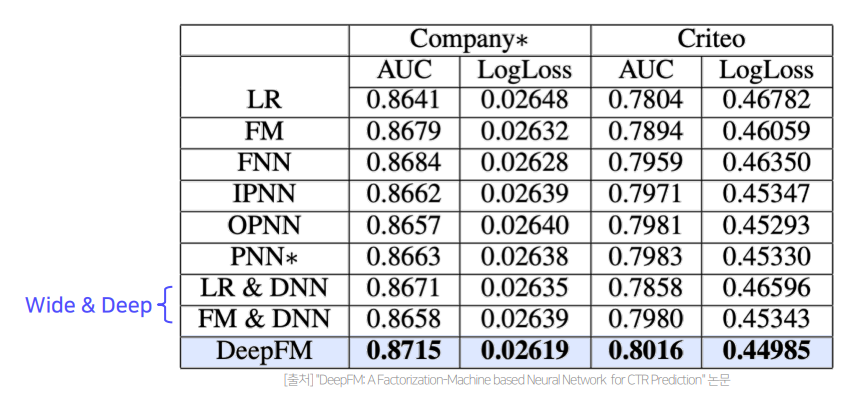 Company* Criteo
AUC LogLoss AUC LogLoss
LR 0.8641 0.02648 0.7804 0.46782
FM 0.8679 0.02632 0.7894 0.46059
FNN 0.8684 0.02628 0.7959 0.46350
IPNN 0.8662 0.02639 0.7971 0.45347
OPNN 0.8657 0.02640 0.7981 0.45293
PNN* 0.8663 0.02638 0.7983 0.45330
LR & DNN 0.8671 0.02635 0.7858 0.46596
Wide & Deep
FM & DNN 0.8658 0.02639 0.7980 0.45343
DeepFM 0.8715 0.02619 0.8016 0.44985
[출처] "DeepFM: A Factorization-Machine based Neural Network for CTR Prediction" 논문